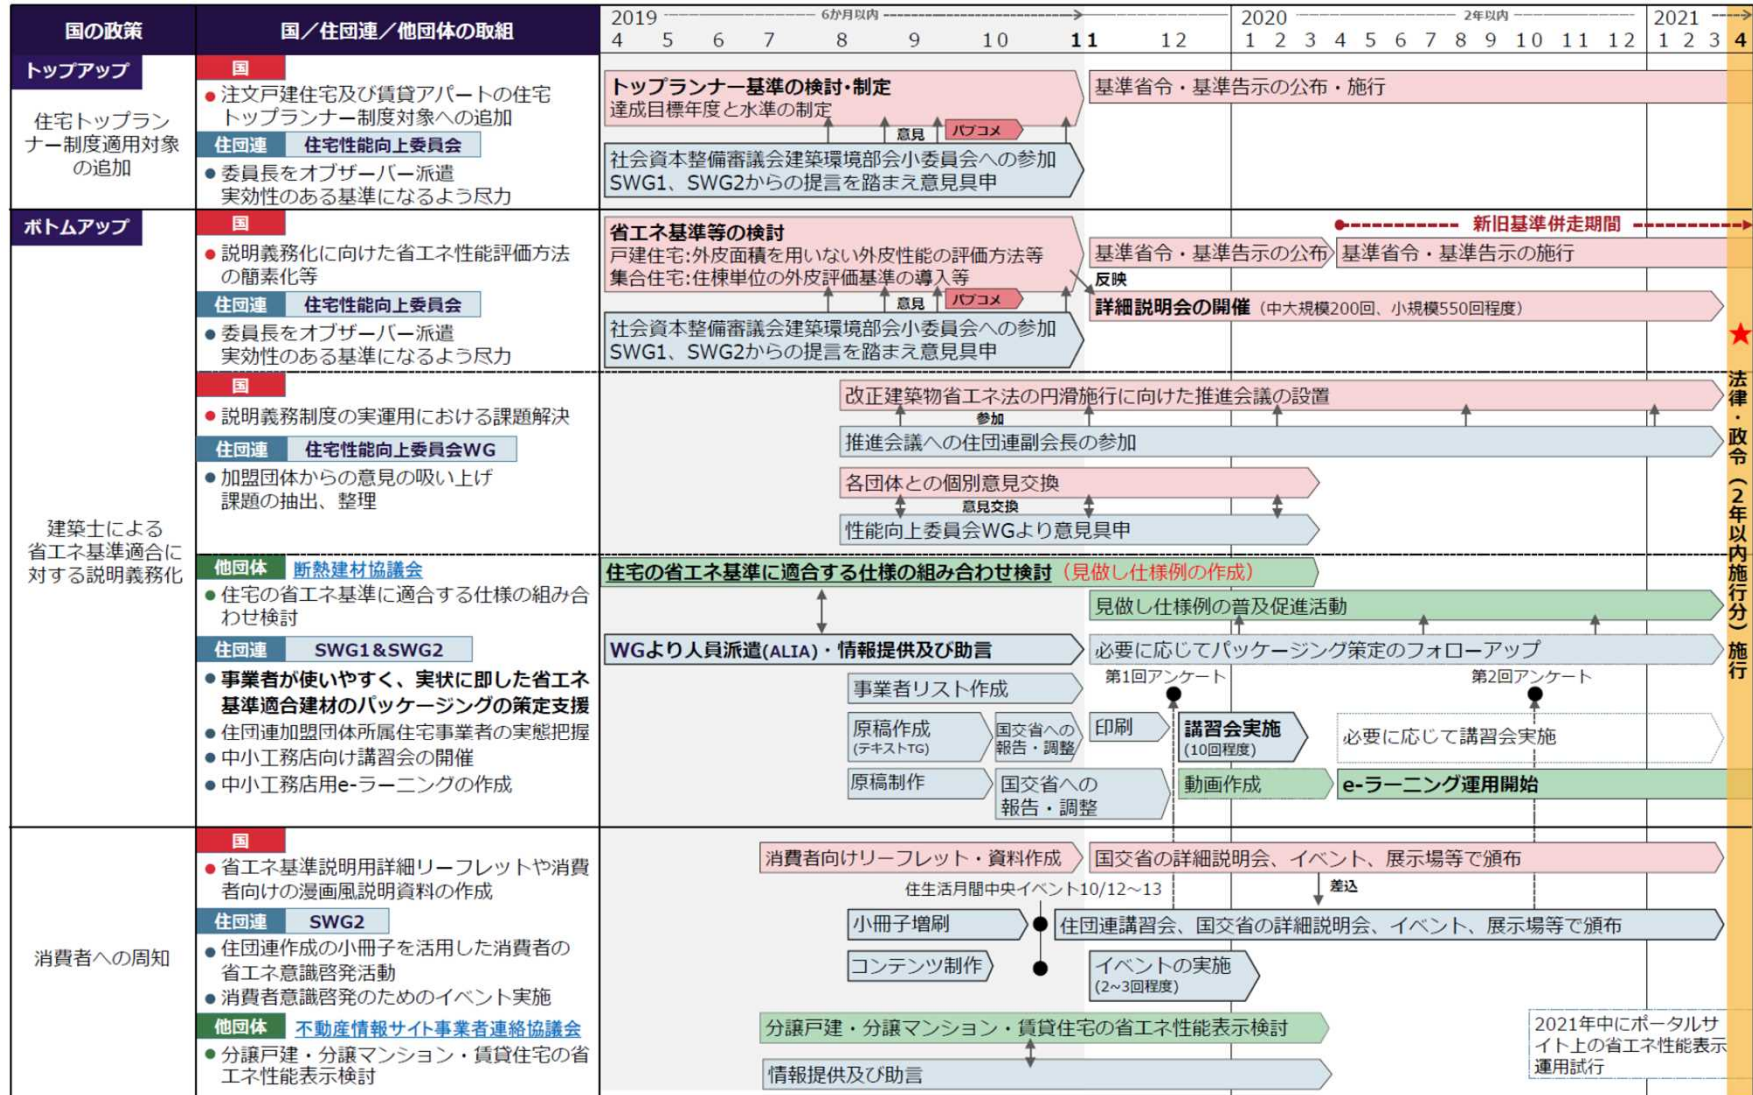 国の政策
国／住団連／他団体の取組
2019
6か月以内
2020
2年以内
2021
4 5 6 7 8 9 10 11 12 1 2 3 4 5 6 7 8 9 10 11 12 1 2 3 4
トップアップ
住宅トップラン
ナー制度適用対象
の追加
国
●注文戸建住宅及び賃貸アパートの住宅
トップランナー制度対象への追加
住団連 住宅性能向上委員会
●委員長をオブザーバー派遣
実効性のある基準になるよう尽力
トップランナー基準の検討･制定
達成目標年度と水準の制定
意見
パブコメ
社会資本整備審議会建築環境部会小委員会への参加
SWG1、SWG2からの提言を踏まえ意見具申
基準省令・基準告示の公布・施行
ボトムアップ
建築士による
省エネ基準適合に
対する説明義務化
国
●説明義務化に向けた省エネ性能評価方法
の簡素化等
住団連 住宅性能向上委員会
●委員長をオブザーバー派遣
実効性のある基準になるよう尽力
省エネ基準等の検討
戸建住宅:外皮面積を用いない外皮性能の評価方法等
集合住宅:住棟単位の外皮評価基準の導入等
意見
パブコメ
社会資本整備審議会建築環境部会小委員会への参加
SWG1、SWG2からの提言を踏まえ意見具申
新旧基準併走期間
基準省令・基準告示の公布
基準省令・基準告示の施行
反映
詳細説明会の開催（中大規模200回、小規模550回程度）
国
●説明義務制度の実運用における課題解決
住団連 住宅性能向上委員会WG
●加盟団体からの意見の吸い上げ
課題の抽出、整理
改正建築物省エネ法の円滑施行に向けた推進会議の設置
参加
推進会議への住団連副会長の参加
各団体との個別意見交換
意見交換
性能向上委員会WGより意見具申
他団体 断熱建材協議会
●住宅の省エネ基準に適合する仕様の組み合
わせ検討
住団連 SWG1&SWG2
●事業者が使いやすく、実状に即した省エネ
基準適合建材のパッケージングの策定支援
●住団連加盟団体所属住宅事業者の実態把握
●中小工務店向け講習会の開催
●中小工務店用e-ラーニングの作成
住宅の省エネ基準に適合する仕様の組み合わせ検討（見做し仕様例の作成）
見做し仕様例の普及促進活動
WGより人員派遣(ALIA)・情報提供及び助言
必要に応じてパッケージング策定のフォローアップ
第1回アンケート
第2回アンケート
事業者リスト作成
原稿作成
(テキストTG)
国交省への
報告・調整
印刷
講習会実施
(10回程度)
必要に応じて講習会実施
原稿制作
国交省への
報告・調整
動画作成
e-ラーニング運用開始
★法律・政令（2年以内施行分）施行
消費者への周知
国
●省エネ基準説明用詳細リーフレットや消費
者向けの漫画風説明資料の作成
住団連 SWG2
●住団連作成の小冊子を活用した消費者の
省エネ意識啓発活動
●消費者意識啓発のためのイベント実施
他団体 不動産情報サイト事業者連絡協議会
●分譲戸建・分譲マンション・賃貸住宅の省
エネ性能表示検討
消費者向けリーフレット・資料作成
国交省の詳細説明会、イベント、展示場等で頒布
住生活月間中央イベント10/12～13
差込
小冊子増刷
住団連講習会、国交省の詳細説明会、イベント、展示場等で頒布
コンテンツ制作
イベントの実施
(2~3回程度)
分譲戸建・分譲マンション・賃貸住宅の省エネ性能表示検討
情報提供及び助言
2021年中にポータルサ
イト上の省エネ性能表示
運用試行